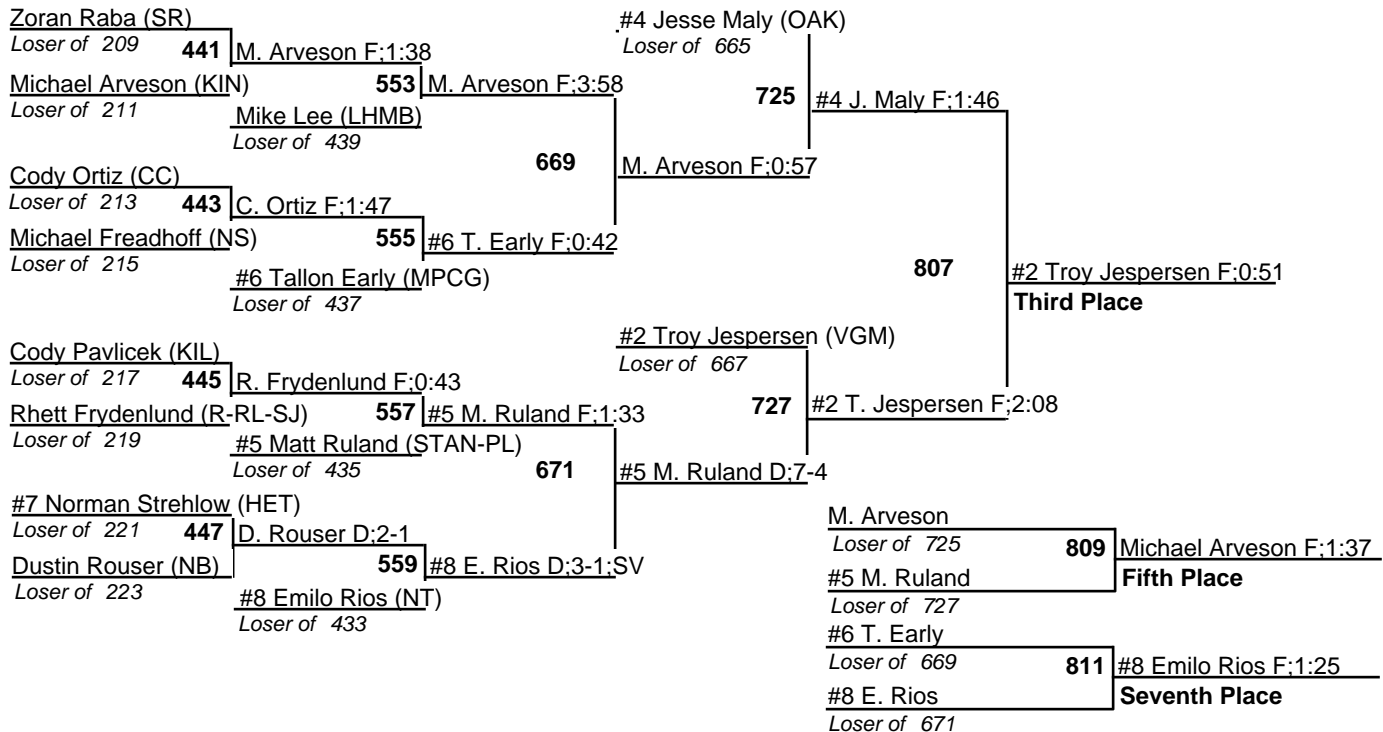 Zoran Raba (SR)
Loser of 209
441
M. Arveson F;1:38
Michael Arveson (KIN)
Loser of 211
553
M. Arveson F;3:58
Mike Lee (LHMB)
Loser of 439
669
M. Arveson F;0:57
Cody Ortiz (CC)
Loser of 213
443
C. Ortiz F;1:47
Michael Freadhoff (NS)
Loser of 215
555
#6 T. Early F;0:42
#6 Tallon Early (MPCG)
Loser of 437
#4 Jesse Maly (OAK)
Loser of 665
725
#4 J. Maly F;1:46
807
#2 Troy Jespersen F;0:51
Third Place
Cody Pavlicek (KIL)
Loser of 217
445
R. Frydenlund F;0:43
Rhett Frydenlund (R-RL-SJ)
Loser of 219
557
#5 M. Ruland F;1:33
#5 Matt Ruland (STAN-PL)
Loser of 435
671
#5 M. Ruland D;7-4
#7 Norman Strehlow (HET)
Loser of 221
447
D. Rouser D;2-1
Dustin Rouser (NB)
Loser of 223
559
#8 E. Rios D;3-1;SV
#8 Emilo Rios (NT)
Loser of 433
#2 Troy Jespersen (VGM)
Loser of 667
727
#2 T. Jespersen F;2:08
M. Arveson
Loser of 725
809
Michael Arveson F;1:37
#5 M. Ruland
Fifth Place
Loser of 727
#6 T. Early
Loser of 669
811
#8 Emilo Rios F;1:25
#8 E. Rios
Seventh Place
Loser of 671